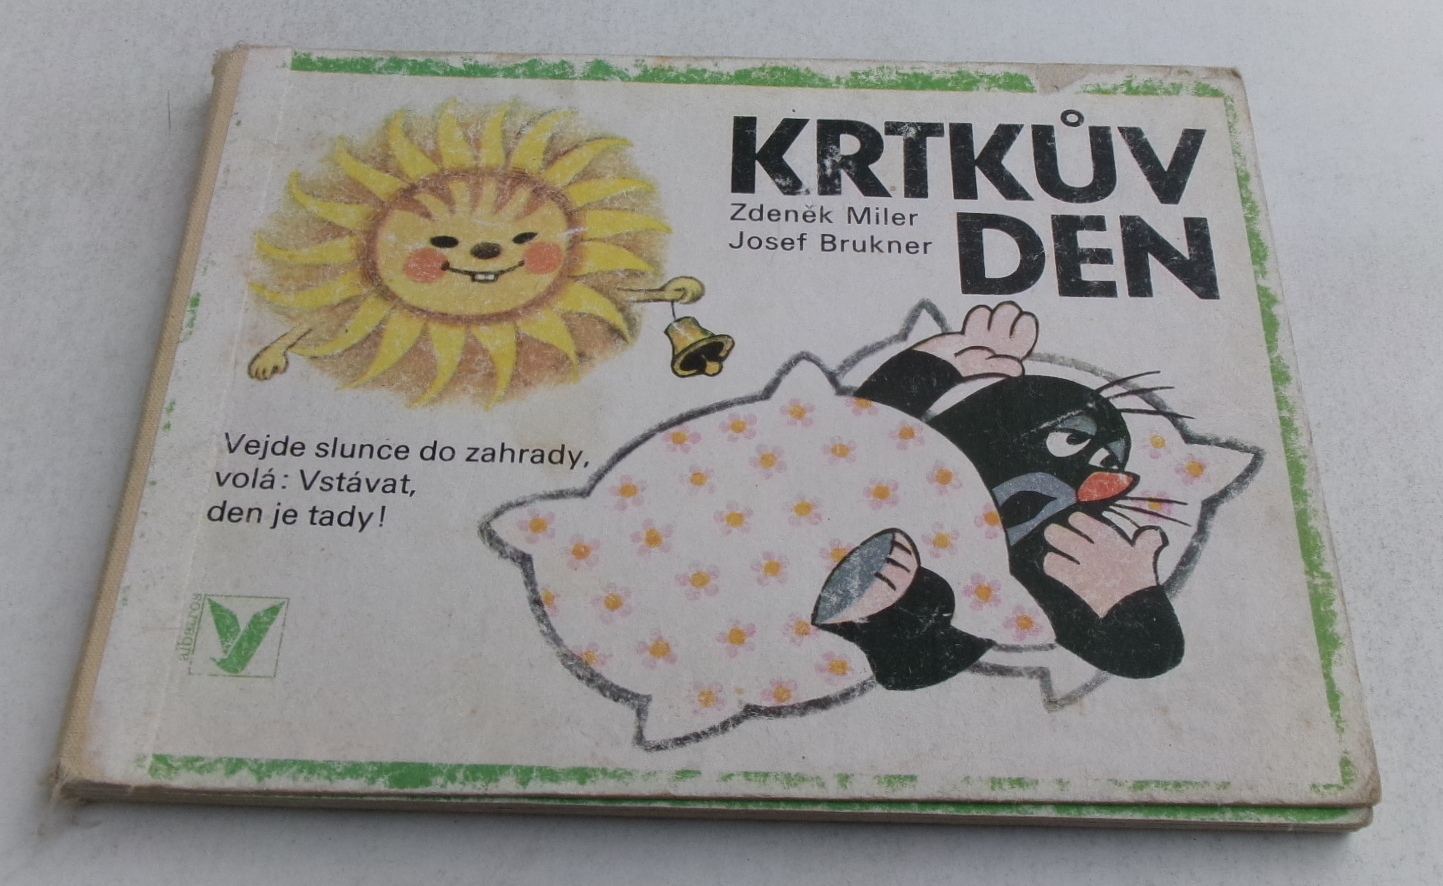 KRTKŮV
DEN
Zdeněk Miler
Josef Brukner
Vejde slunce do zahrady,
volá: Vstávat,
den je tady!
albatros